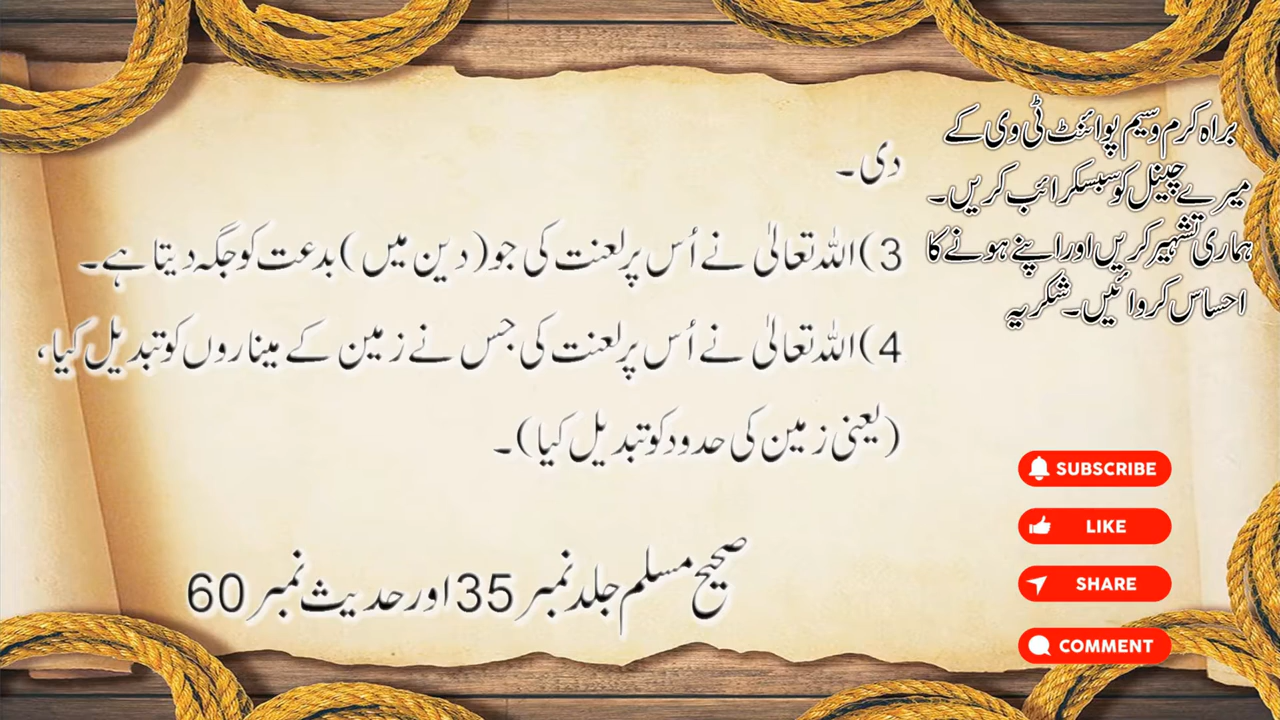 براہ کرم وسیم پوائنٹ ٹی وی کے
میرے چینل کو سبسکرائب کریں۔
ہماری تشہیر کریں اور اپنے ہونے کا
احساس کروائیں۔ شکریہ
دی۔
3) اللہ تعالیٰ نے اُس پر لعنت کی جو (دین میں) بدعت کو جگہ دیتا ہے۔
4) اللہ تعالیٰ نے اُس پر لعنت کی جس نے زمین کے میناروں کو تبدیل کیا،
(یعنی زمین کی حدود کو تبدیل کیا)۔
صحیح مسلم جلد نمبر 35 اور حدیث نمبر 60
SUBSCRIBE
LIKE
SHARE
COMMENT